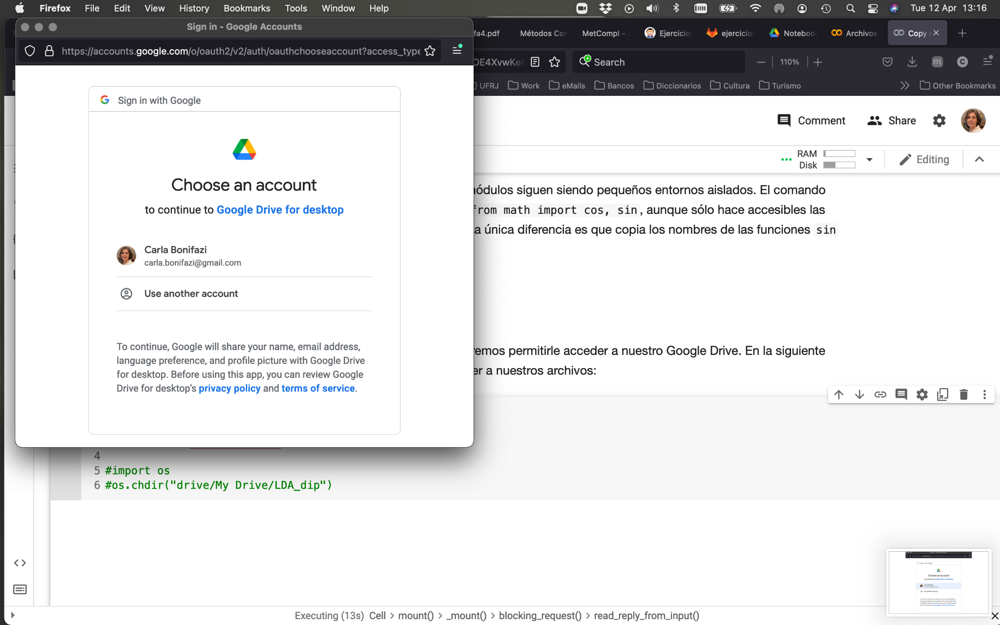 Firefox File Edit View History Bookmarks Tools Window Help Tue 12 Apr 13:16
Sign in - Google Accounts
fa4.pdf Métodos Con MetCompl - Ejercicio ejercicio Noteboo Archivos Copy
https://accounts.google.com/o/oauth2/v2/auth/oauthchooseaccount?access_type
OE4XvwKe6 Search 110%
UFRJ Work eMails Bancos Diccionarios Cultura Turismo Other Bookmarks
Sign in with Google
Choose an account
to continue to Google Drive for desktop
Carla Bonifazi
carla.bonifazi@gmail.com
Use another account
To continue, Google will share your name, email address,
language preference, and profile picture with Google Drive
for desktop. Before using this app, you can review Google
Drive for desktop's privacy policy and terms of service.
Comment Share
RAM
Disk
Editing
módulos siguen siendo pequeños entornos aislados. El comando
from math import cos, sin, aunque sólo hace accesibles las
a única diferencia es que copia los nombres de las funciones sin
remos permitirle acceder a nuestro Google Drive. En la siguiente
er a nuestros archivos:
4
5 #import os
6 #os.chdir("drive/My Drive/LDA_dip")
Executing (13s) Cell > mount() > _mount() > blocking_request() > read_reply_from_input()